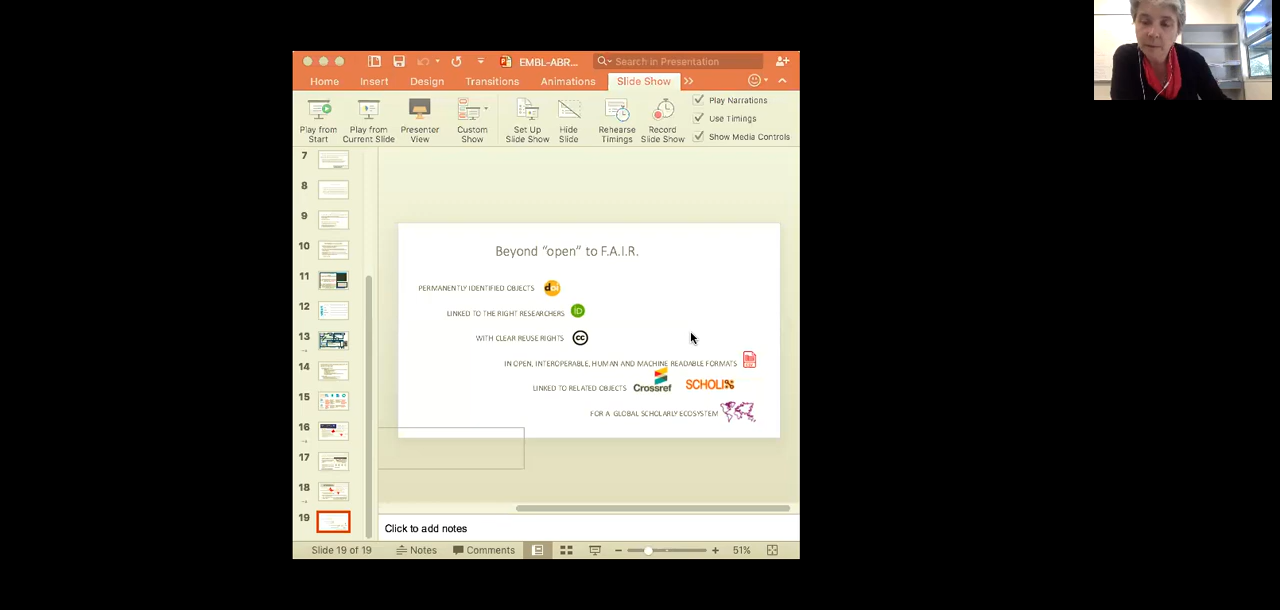 EMBL-ABR...
Search in Presentation
Home Insert Design Transitions Animations Slide Show
Play from Start
Play from Current Slide
Presenter View
Custom Show
Set Up Slide Show
Hide Slide
Rehearse Timings
Record Slide Show
Play Narrations
Use Timings
Show Media Controls
7
8
9
10
11
12
13
14
15
16
17
18
19
Beyond "open" to F.A.I.R.
PERMANENTLY IDENTIFIED OBJECTS doi
LINKED TO THE RIGHT RESEARCHERS iD
WITH CLEAR REUSE RIGHTS cc
IN OPEN, INTEROPERABLE, HUMAN AND MACHINE READABLE FORMATS
LINKED TO RELATED OBJECTS Crossref SCHOLIX
FOR A GLOBAL SCHOLARLY ECOSYSTEM
Click to add notes
Slide 19 of 19 Notes Comments 51%